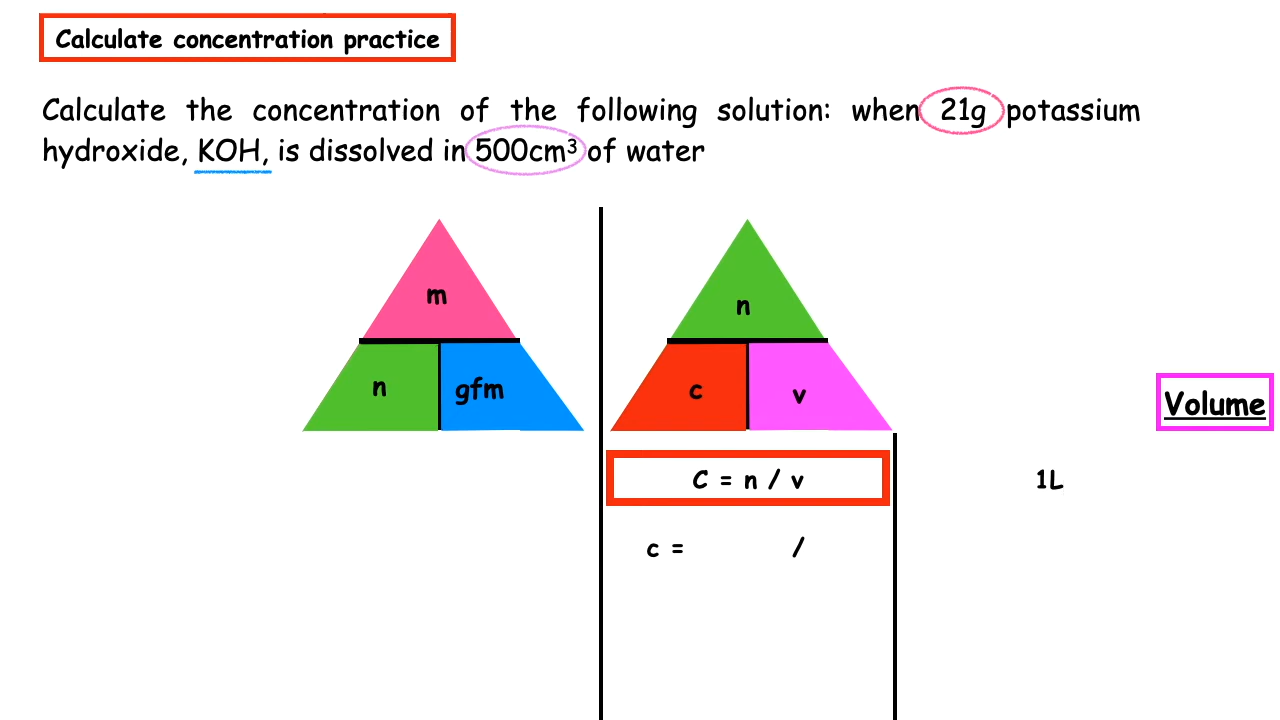 Calculate concentration practice
Calculate the concentration of the following solution: when 21g potassium
hydroxide, KOH, is dissolved in 500cm³ of water
m
n
n
gfm
c
v
Volume
C = n / v
1L
c = /